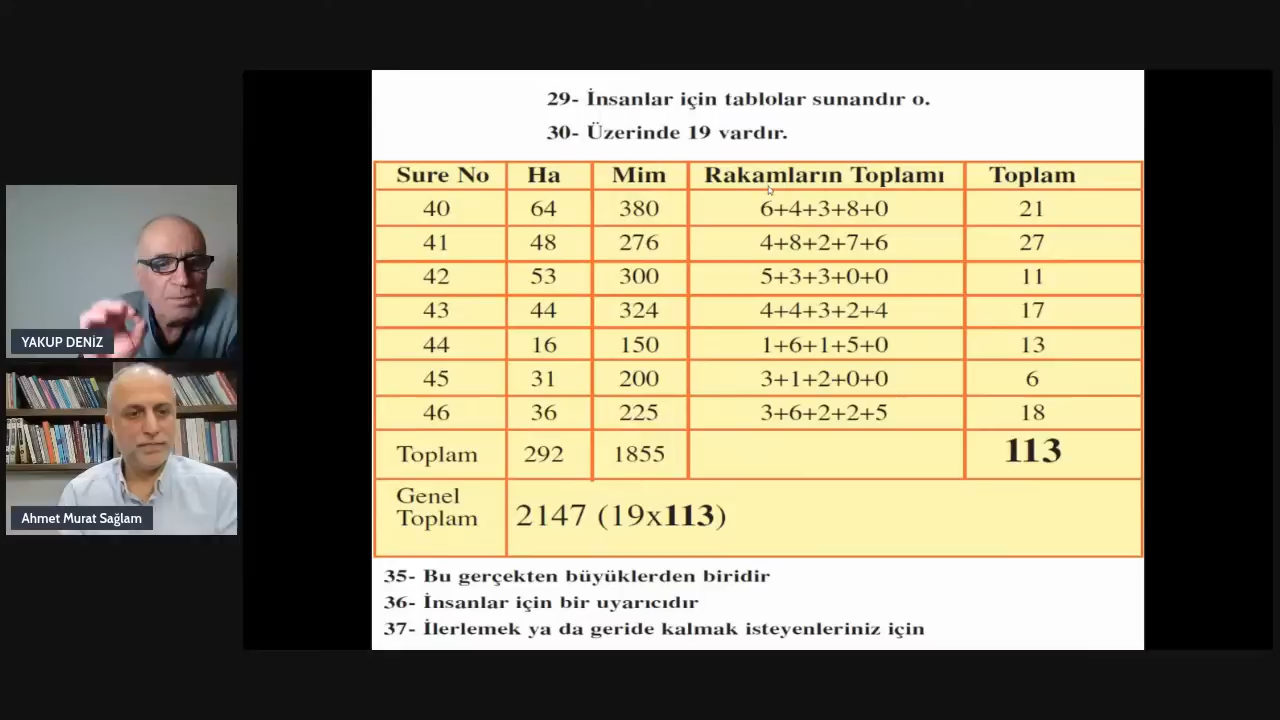 29- İnsanlar için tablolar sunandır o.
30- Üzerinde 19 vardır.
Sure No Ha Mim Rakamların Toplamı Toplam
40 64 380 6+4+3+8+0 21
41 48 276 4+8+2+7+6 27
42 53 300 5+3+3+0+0 11
43 44 324 4+4+3+2+4 17
44 16 150 1+6+1+5+0 13
45 31 200 3+1+2+0+0 6
46 36 225 3+6+2+2+5 18
Toplam 292 1855 113
Genel
Toplam 2147 (19x113)
35- Bu gerçekten büyüklerden biridir
36- İnsanlar için bir uyarıcıdır
37- İlerlemek ya da geride kalmak isteyenleriniz için
YAKUP DENİZ
Ahmet Murat Sağlam